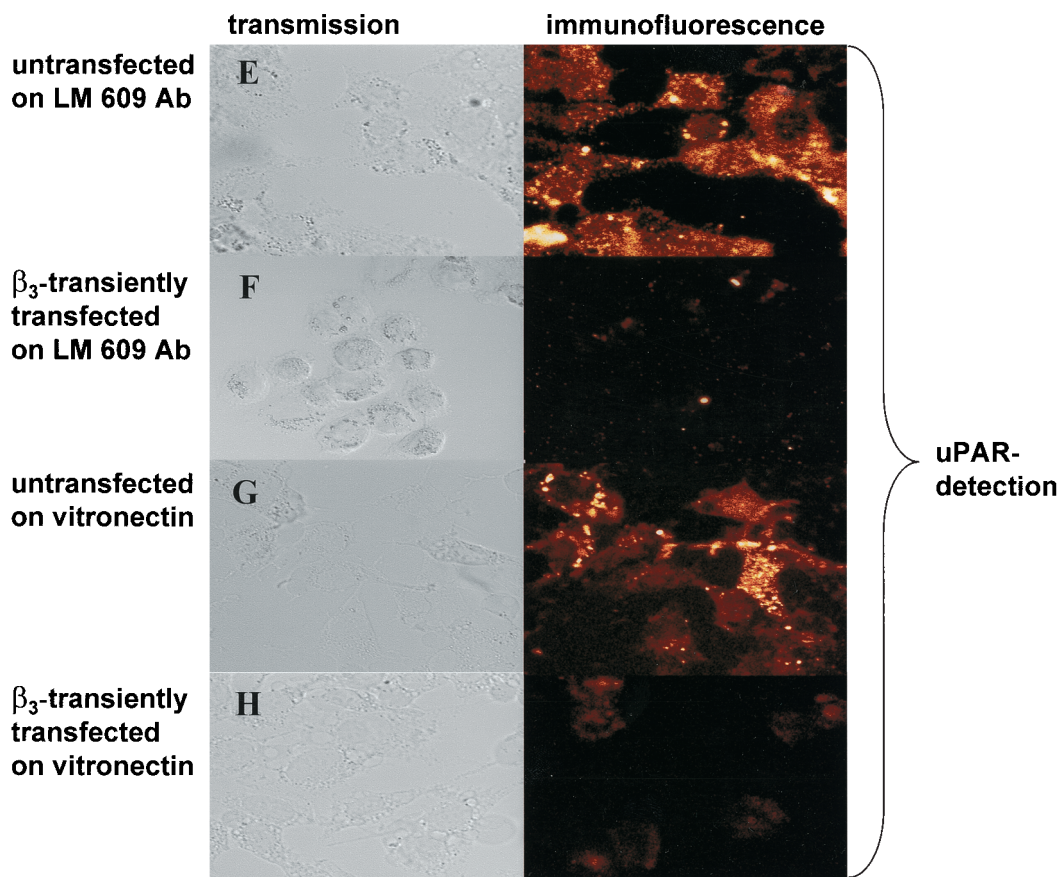 transmission
immunofluorescence
untransfected
on LM 609 Ab
E
β3-transiently
transfected
on LM 609 Ab
F
untransfected
on vitronectin
G
β3-transiently
transfected
on vitronectin
H
uPAR-
detection